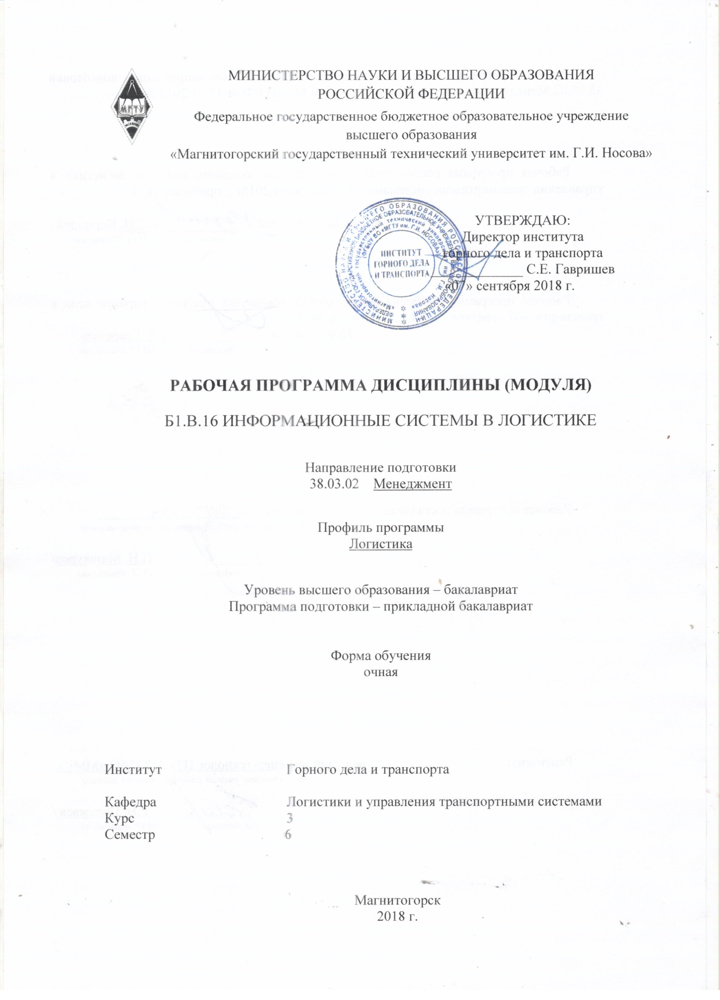 МИНИСТЕРСТВО НАУКИ И ВЫСШЕГО ОБРАЗОВАНИЯ
РОССИЙСКОЙ ФЕДЕРАЦИИ
Федеральное государственное бюджетное образовательное учреждение
высшего образования
«Магнитогорский государственный технический университет им. Г.И. Носова»
МГТУ
УТВЕРЖДАЮ:
Директор института
горного дела и транспорта
С.Е. Гавришев
«07» сентября 2018 г.
ИНСТИТУТ
ГОРНОГО ДЕЛА
И ТРАНСПОРТА
РАБОЧАЯ ПРОГРАММА ДИСЦИПЛИНЫ (МОДУЛЯ)
Б1.В.16 ИНФОРМАЦИОННЫЕ СИСТЕМЫ В ЛОГИСТИКЕ
Направление подготовки
38.03.02 Менеджмент
Профиль программы
Логистика
Уровень высшего образования – бакалавриат
Программа подготовки – прикладной бакалавриат
Форма обучения
очная
Институт Горного дела и транспорта
Кафедра Логистики и управления транспортными системами
Курс 3
Семестр 6
Магнитогорск
2018 г.